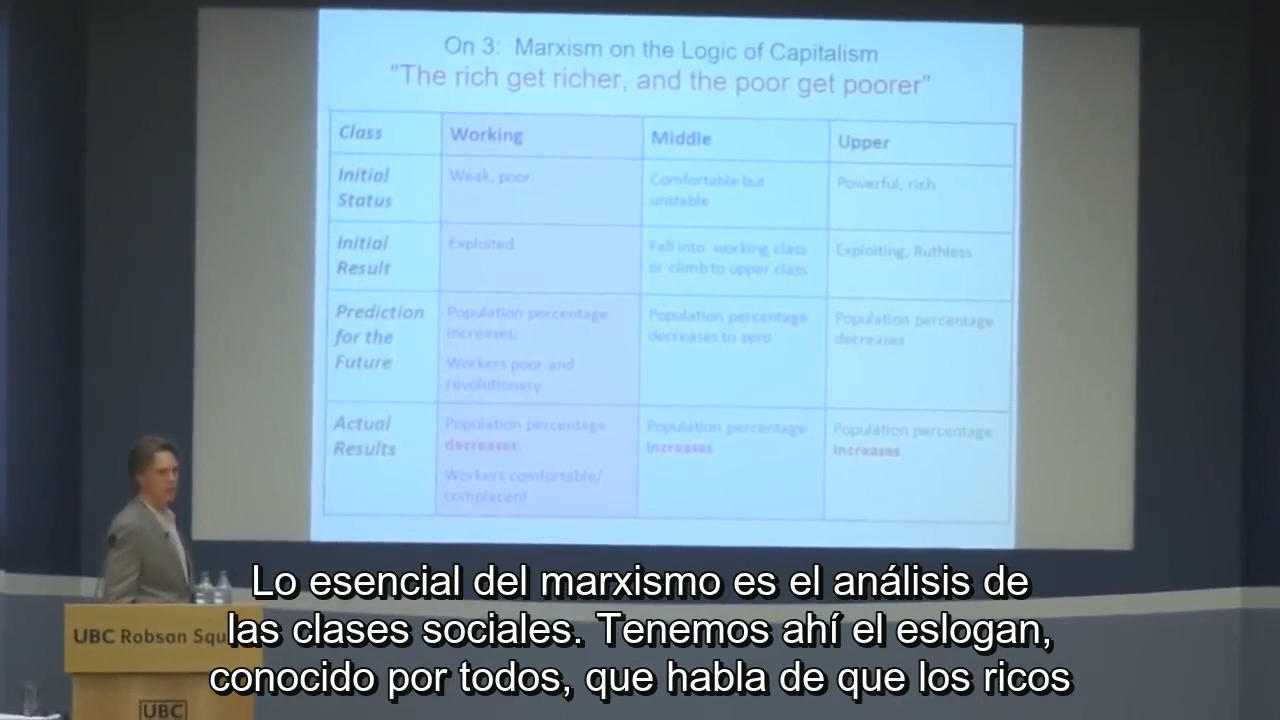 On 3: Marxism on the Logic of Capitalism
"The rich get richer, and the poor get poorer"
Class Working Middle Upper
Initial Status
Weak, poor
Comfortable but unstable
Powerful, rich
Initial Result
Exploited
Fall into working class
or climb to upper class
Exploiting, Ruthless
Prediction
for the
Future
Population percentage
increases;
Workers poor and
revolutionary
Population percentage
decreases to zero
Population percentage
decreases
Actual
Results
Population percentage
decreases;
Workers comfortable/
complacent
Population percentage
increases
Population percentage
increases
UBC Robson Squ
UBC
Lo esencial del marxismo es el análisis de
las clases sociales. Tenemos ahí el eslogan,
conocido por todos, que habla de que los ricos